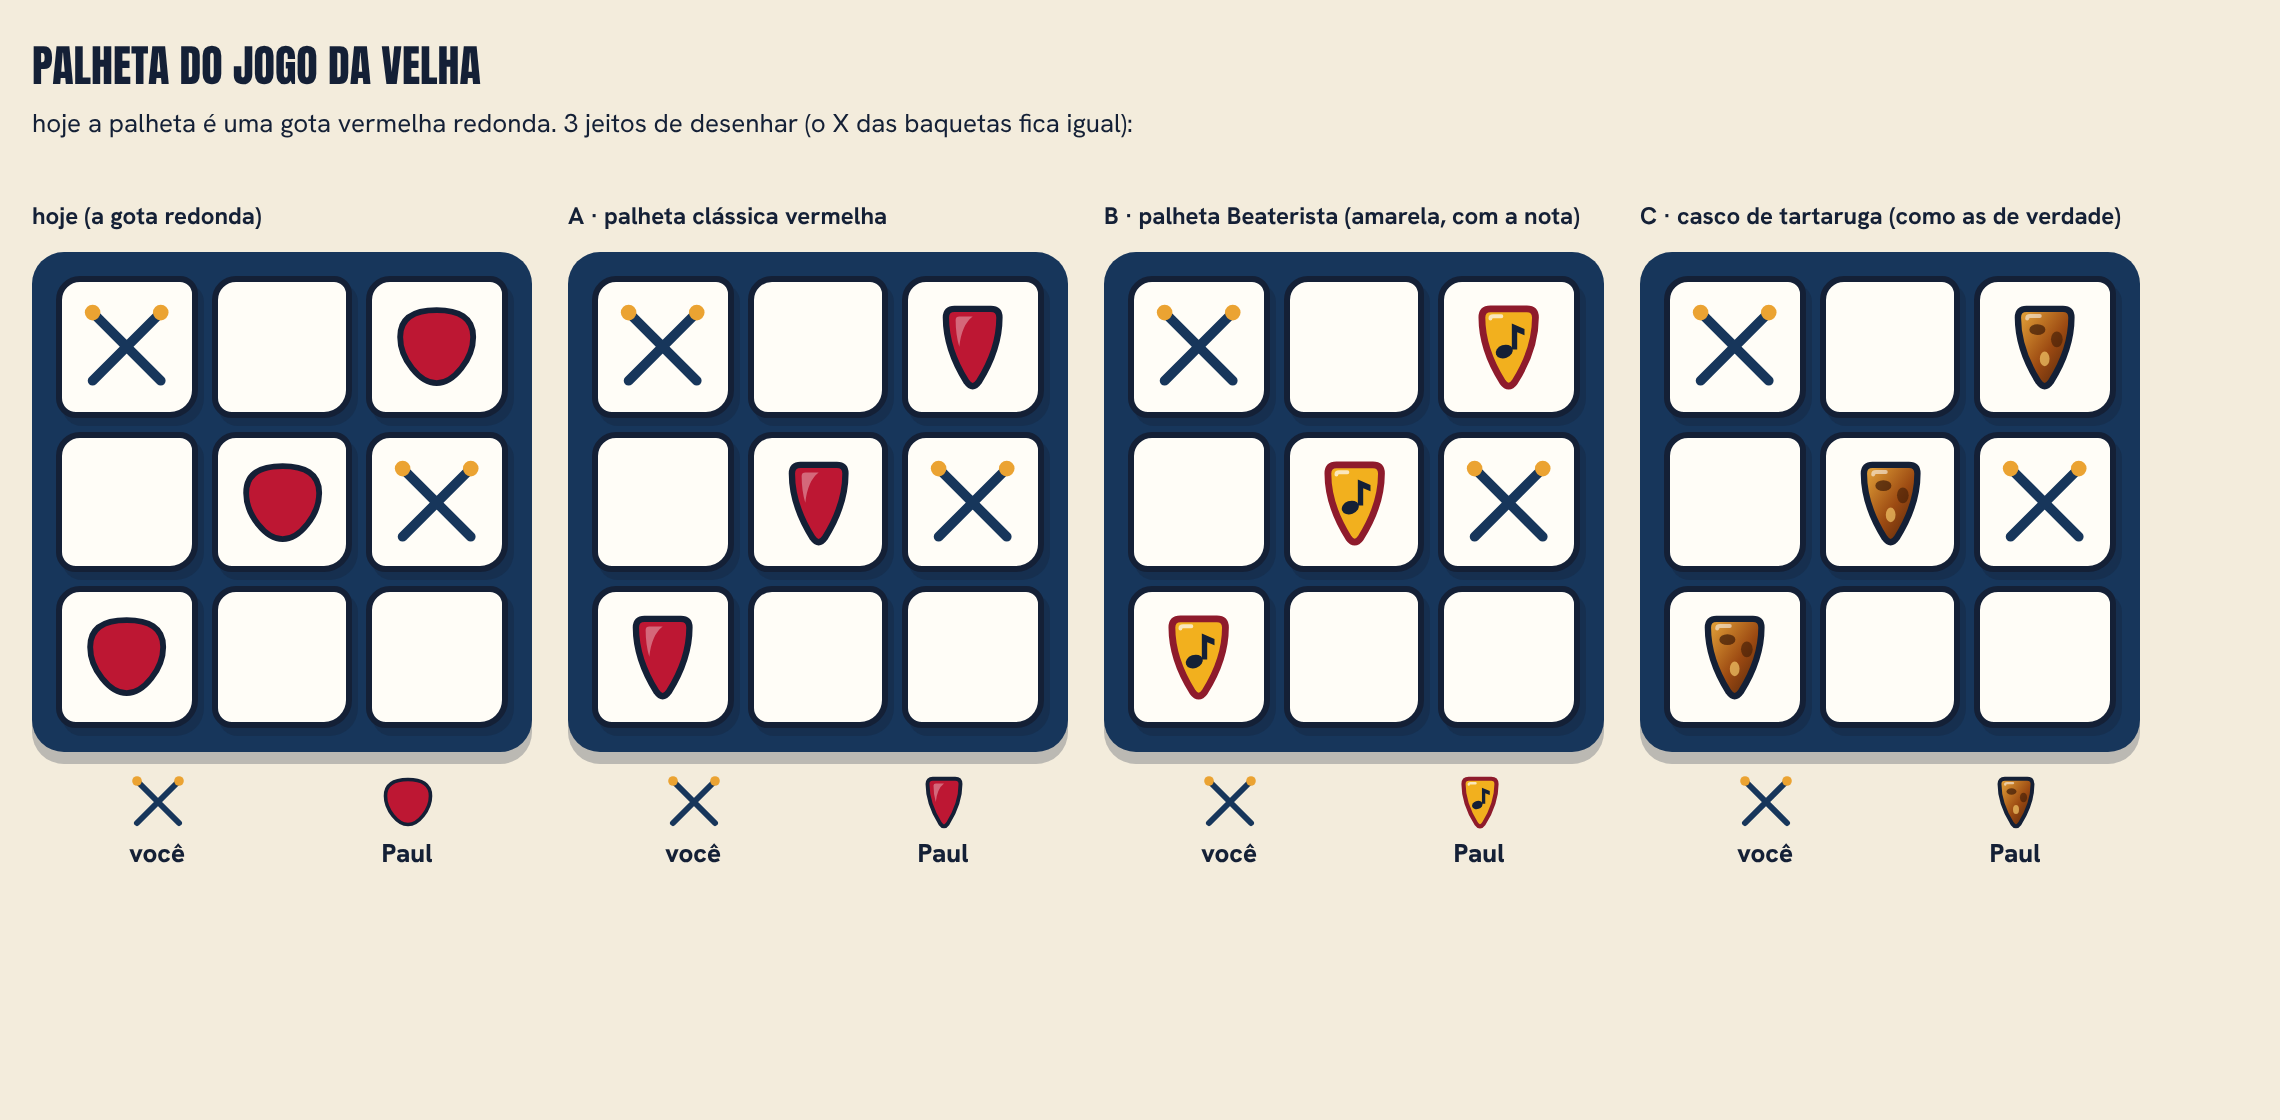 PALHETA DO JOGO DA VELHA
hoje a palheta é uma gota vermelha redonda. 3 jeitos de desenhar (o X das baquetas fica igual):
hoje (a gota redonda)
A · palheta clássica vermelha
B · palheta Beaterista (amarela, com a nota)
C · casco de tartaruga (como as de verdade)
você
Paul
você
Paul
você
Paul
você
Paul